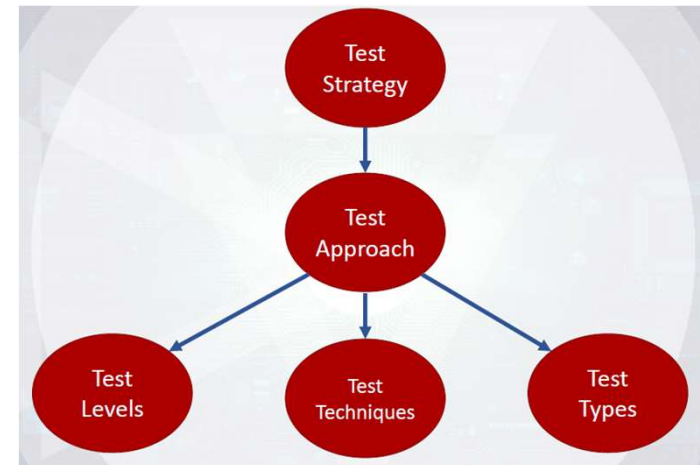 Test
Strategy
Test
Approach
Test
Levels
Test
Techniques
Test
Types